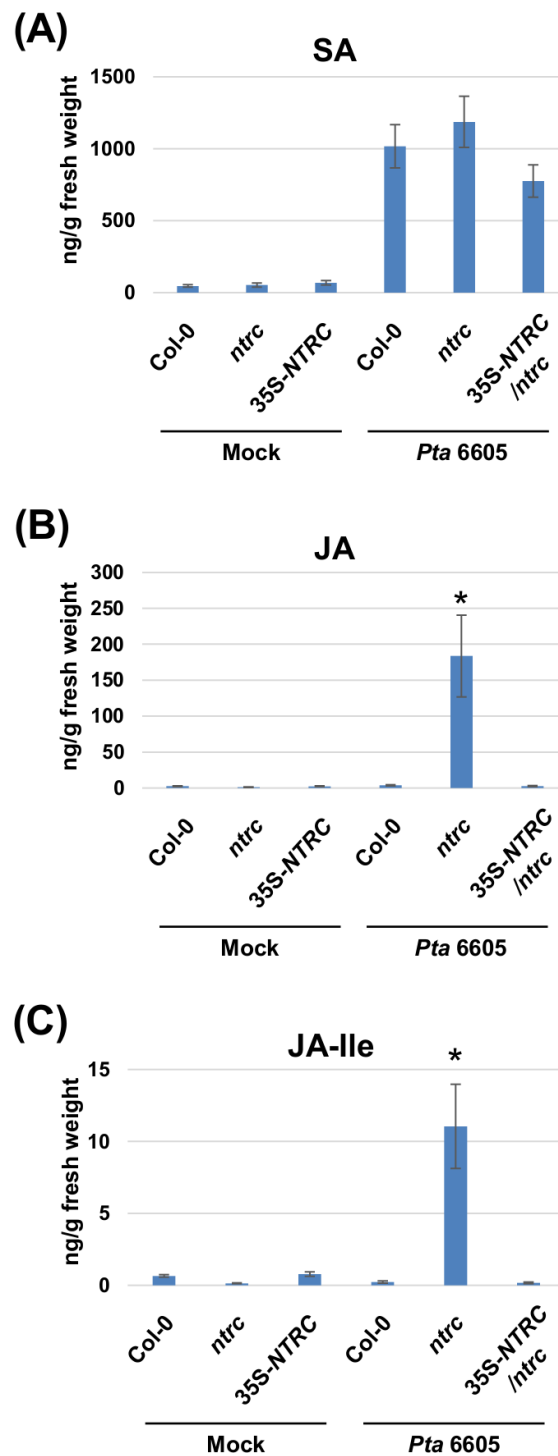 (A)
SA
ng/g fresh weight
1500
1000
500
0
Col-0
ntrc
35S-NTRC
Col-0
ntrc
35S-NTRC
/ntrc
Mock
Pta 6605
(B)
JA
ng/g fresh weight
300
250
200
150
100
50
0
*
Col-0
ntrc
35S-NTRC
Col-0
ntrc
35S-NTRC
/ntrc
Mock
Pta 6605
(C)
JA-Ile
ng/g fresh weight
15
10
5
0
*
Col-0
ntrc
35S-NTRC
Col-0
ntrc
35S-NTRC
/ntrc
Mock
Pta 6605